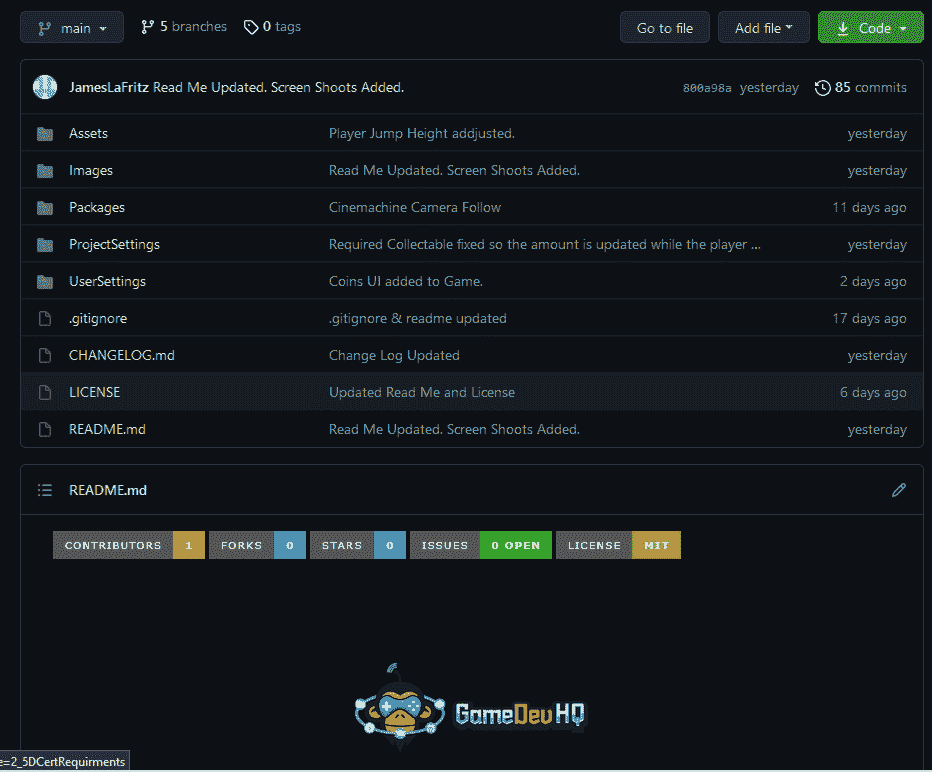 main 5 branches 0 tags Go to file Add file Code
JamesLaFritz Read Me Updated. Screen Shoots Added. 800a98a yesterday 85 commits
Assets Player Jump Height addjusted. yesterday
Images Read Me Updated. Screen Shoots Added. yesterday
Packages Cinemachine Camera Follow 11 days ago
ProjectSettings Required Collectable fixed so the amount is updated while the player ... yesterday
UserSettings Coins UI added to Game. 2 days ago
.gitignore .gitignore & readme updated 17 days ago
CHANGELOG.md Change Log Updated yesterday
LICENSE Updated Read Me and License 6 days ago
README.md Read Me Updated. Screen Shoots Added. yesterday
README.md
CONTRIBUTORS 1 FORKS 0 STARS 0 ISSUES 0 OPEN LICENSE MIT
GameDevHQ
e=2_5DCertRequirments